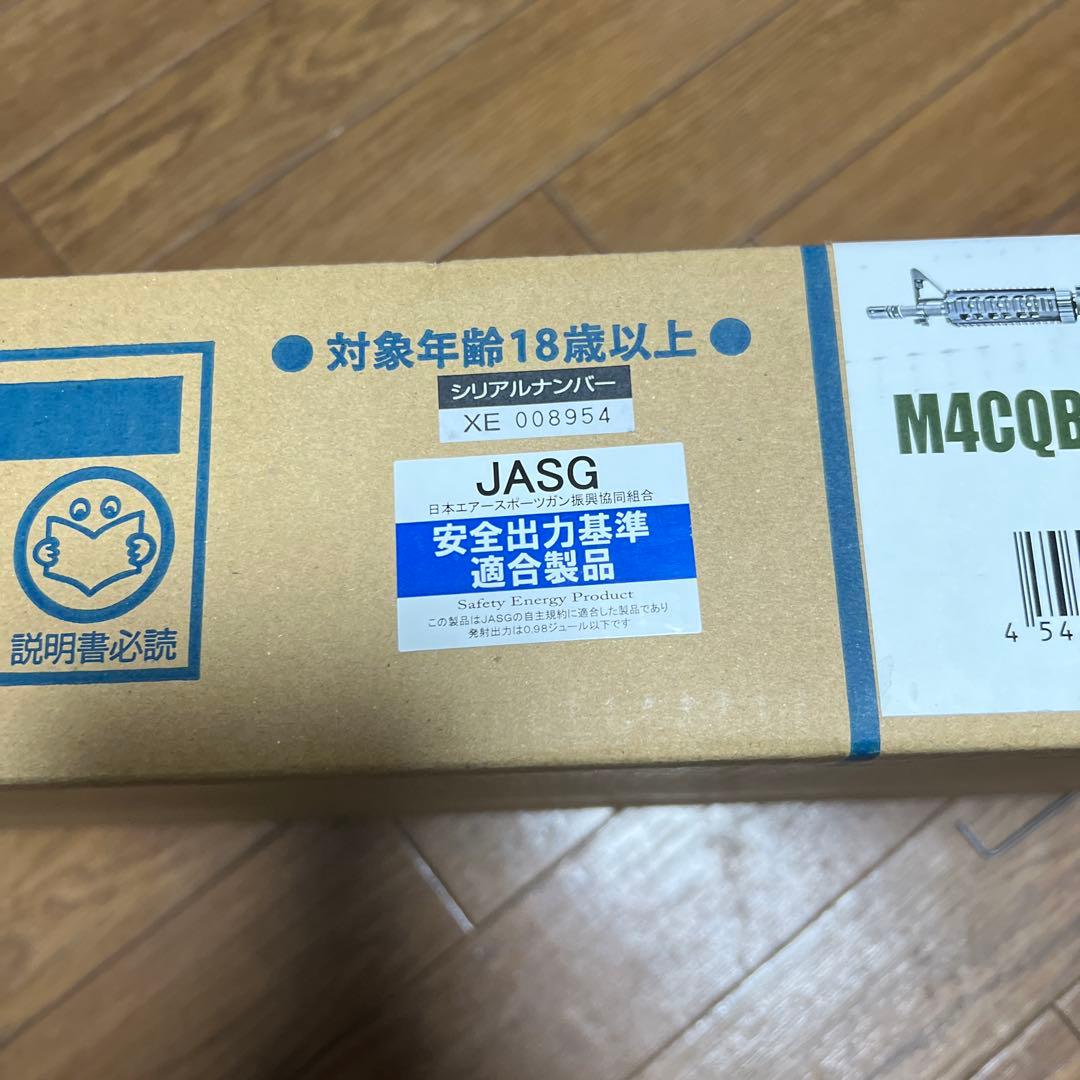 ● 対象年齢18歳以上 ●
シリアルナンバー
XE 008954
JASG
日本エアースポーツガン振興協同組合
安全出力基準
適合製品
Safety Energy Product
この製品はJASGの自主規約に適合した製品であり
発射出力は0.98ジュール以下です
説明書必読
M4CQB
4 54